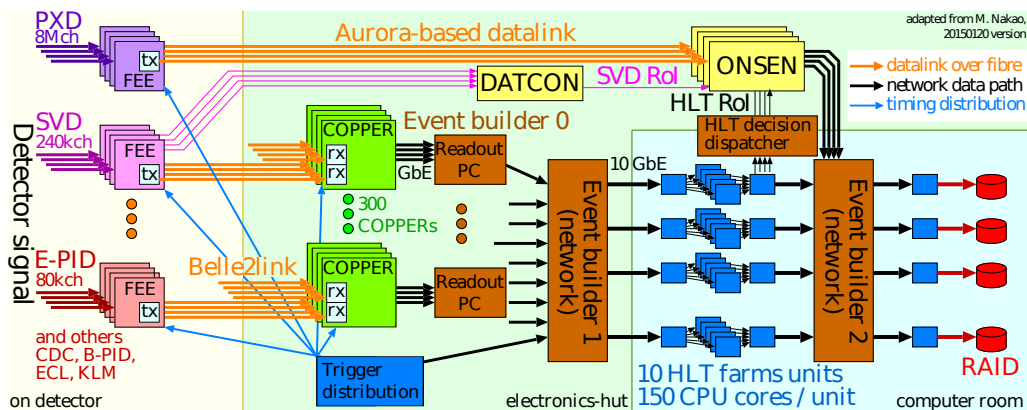 PXD
8Mch
tx
FEE
Aurora-based datalink
ONSEN
adapted from M. Nakao,
20150120 version
datalink over fibre
network data path
timing distribution
DATCON
SVD RoI
HLT RoI
HLT decision
dispatcher
Detector signal
SVD
240kch
FEE
tx
COPPER
rx
rx
Event builder 0
GbE
Readout
PC
300
COPPERs
10 GbE
Event builder 1
(network)
Event builder 2
(network)
E-PID
80kch
FEE
tx
Belle2link
COPPER
rx
rx
Readout
PC
and others
CDC, B-PID,
ECL, KLM
Trigger
distribution
10 HLT farms units
150 CPU cores / unit
RAID
on detector
electronics-hut
computer room